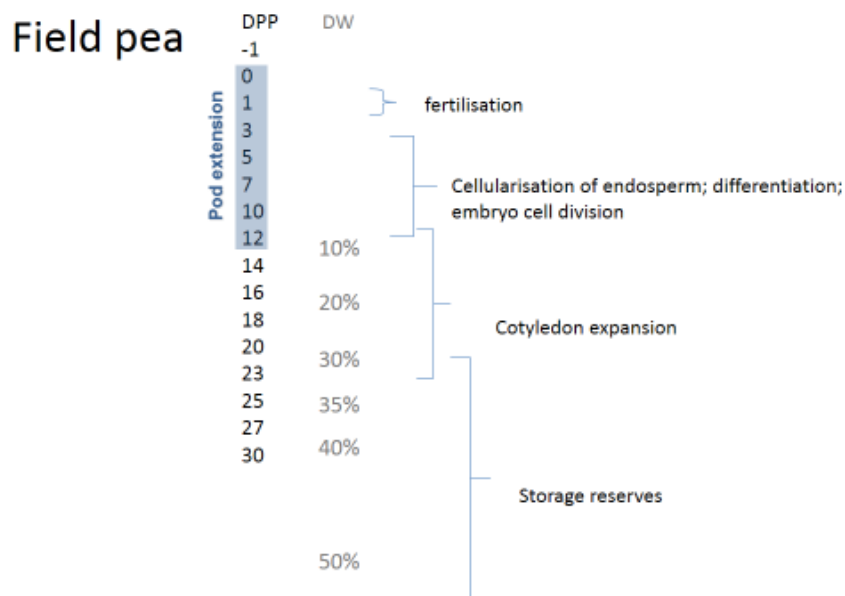 Field pea
DPP DW
-1
0
1
3
5
7
10
12
14
16
18
20
23
25
27
30
Pod extension
10%
20%
30%
35%
40%
50%
fertilisation
Cellularisation of endosperm; differentiation;
embryo cell division
Cotyledon expansion
Storage reserves